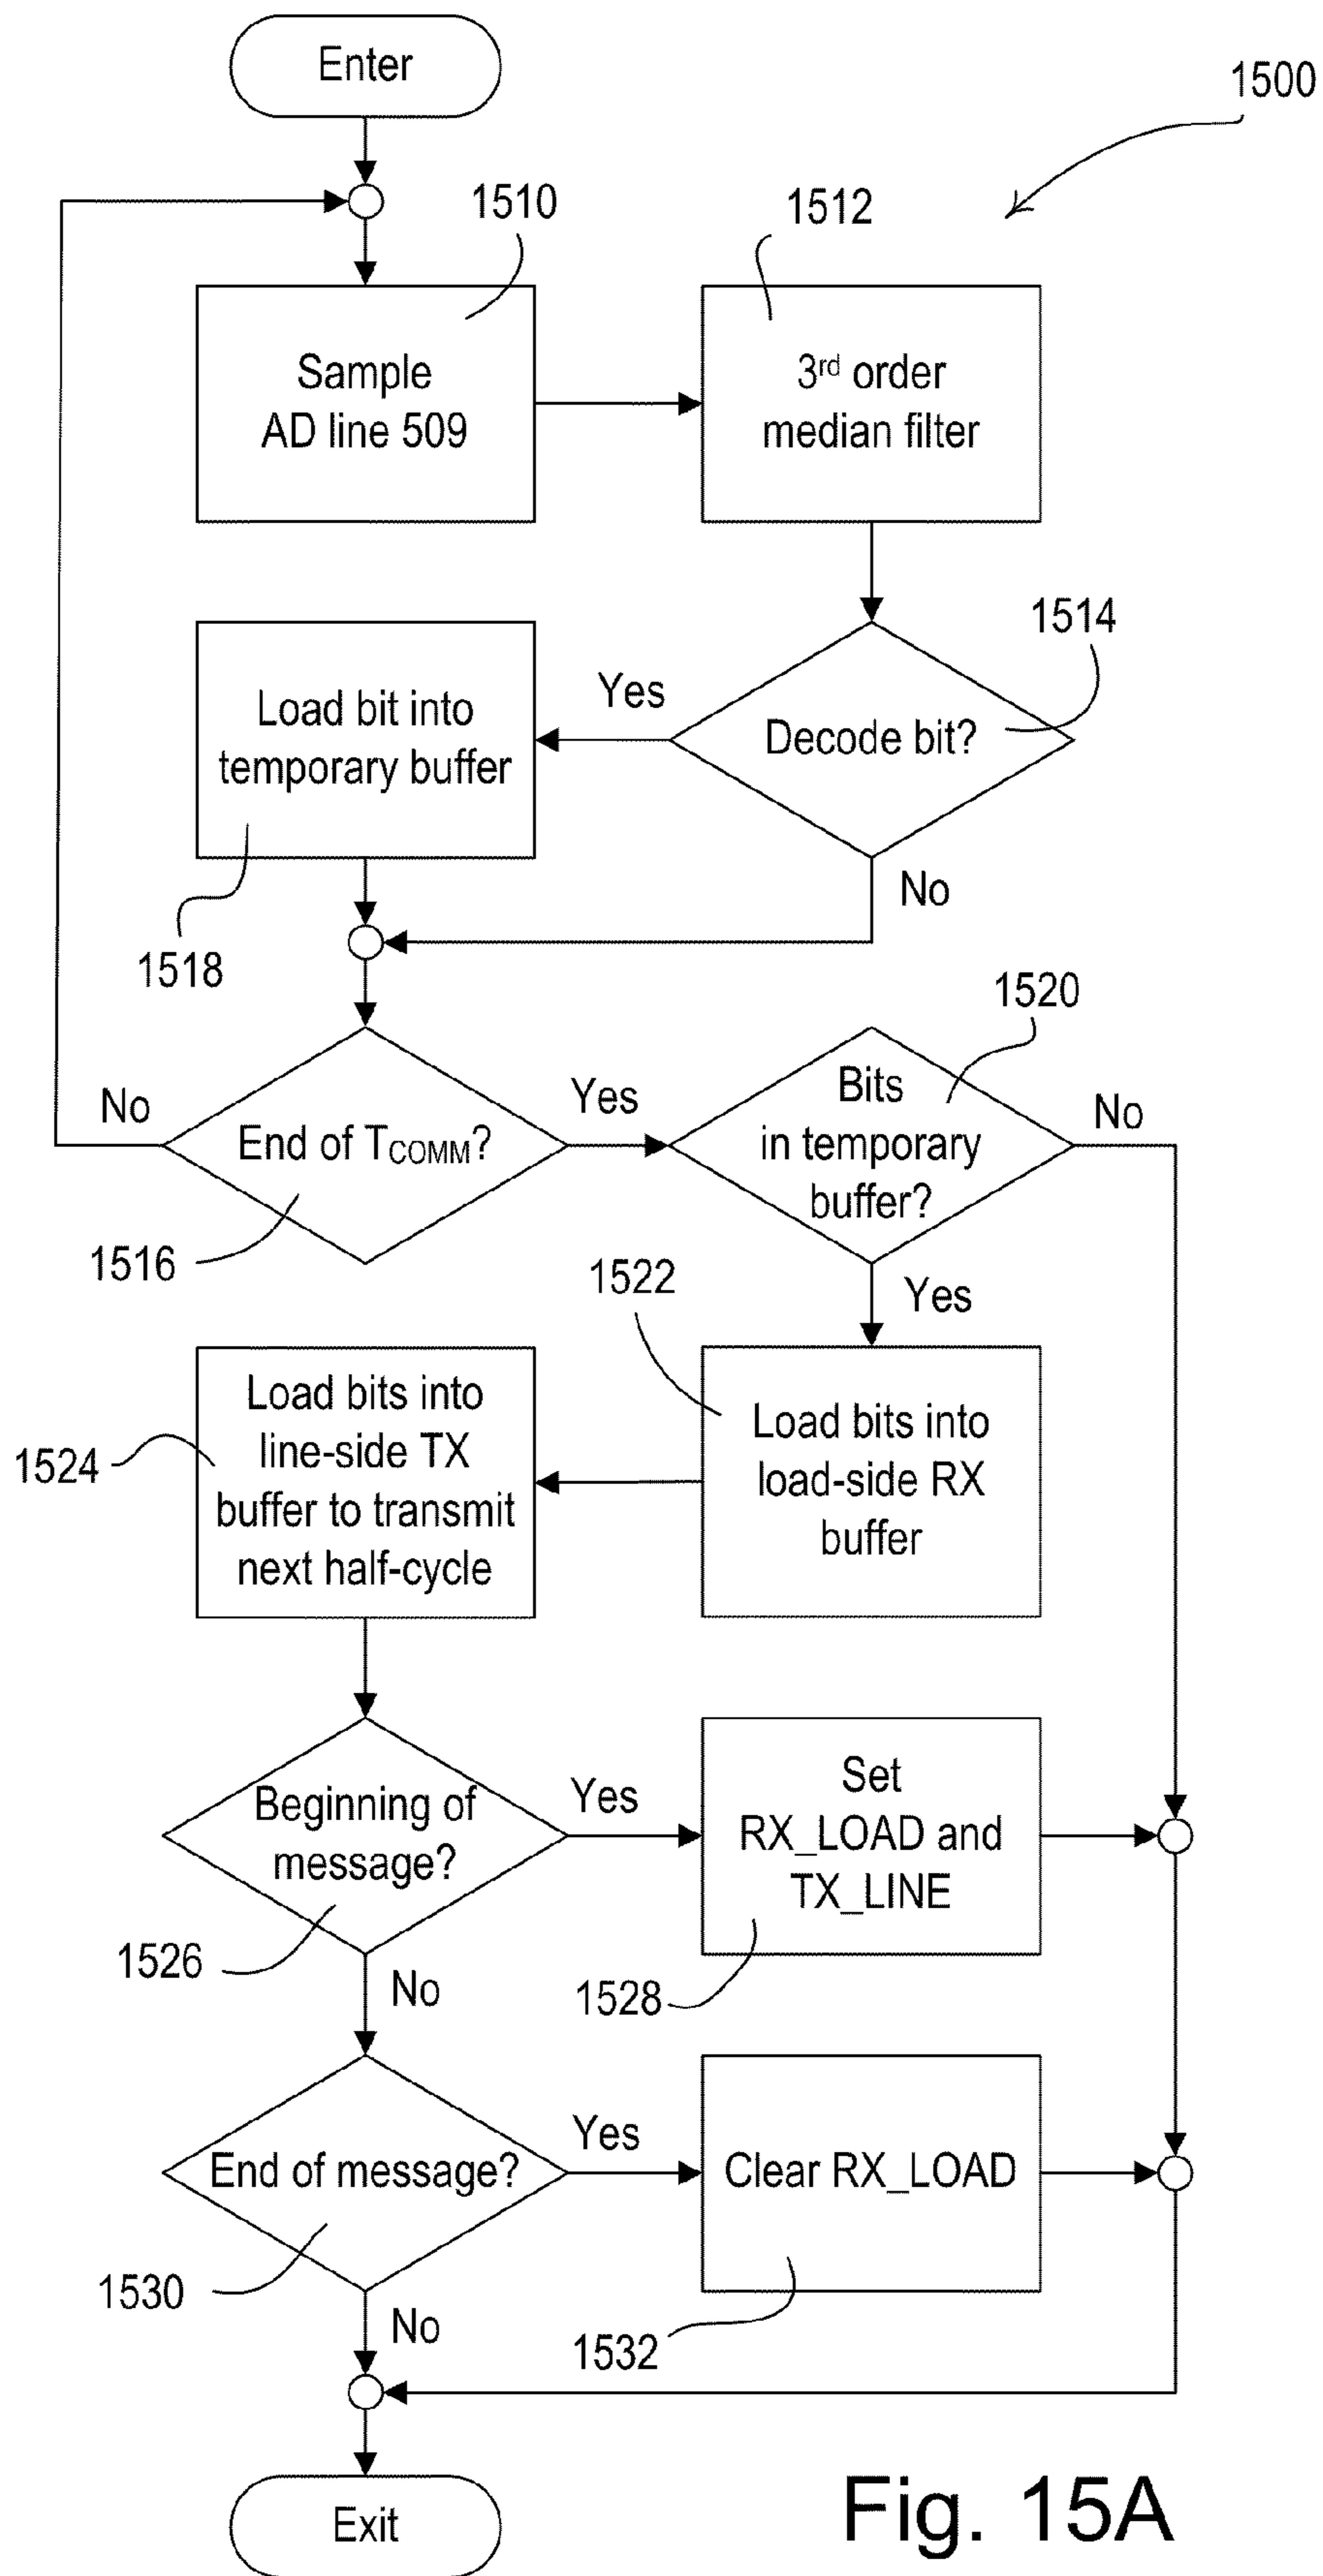 Enter
1500
1510
1512
Sample
AD line 509
3rd order
median filter
1514
Load bit into
temporary buffer
Yes
Decode bit?
No
1518
1520
No
End of TCOMM?
Yes
Bits
in temporary
buffer?
No
1516
1522
Yes
1524
Load bits into
line-side TX
buffer to transmit
next half-cycle
Load bits into
load-side RX
buffer
Beginning of
message?
Yes
Set
RX_LOAD and
TX_LINE
1526
No
1528
End of message?
Yes
Clear RX_LOAD
1530
No
1532
Exit
Fig. 15A